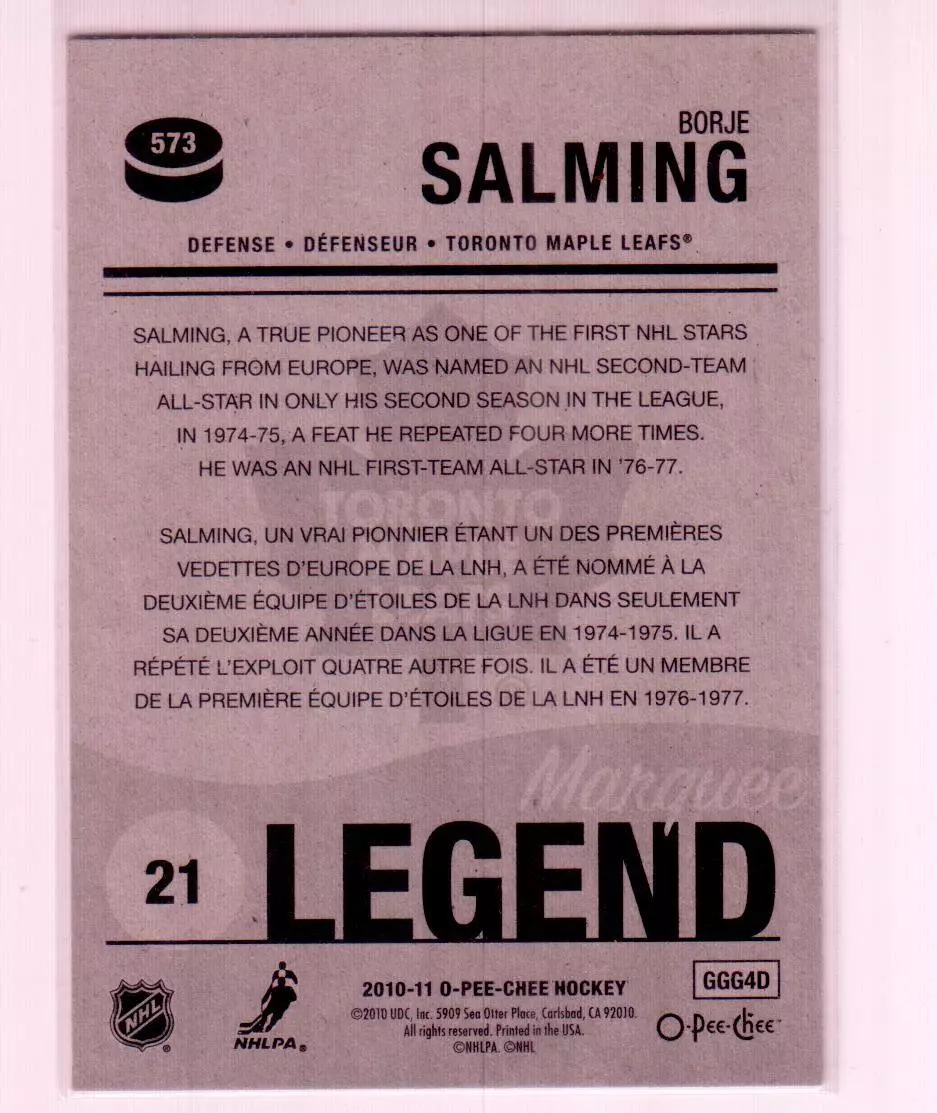 573
BORJE
SALMING
DEFENSE • DÉFENSEUR • TORONTO MAPLE LEAFS®
SALMING, A TRUE PIONEER AS ONE OF THE FIRST NHL STARS
HAILING FROM EUROPE, WAS NAMED AN NHL SECOND-TEAM
ALL-STAR IN ONLY HIS SECOND SEASON IN THE LEAGUE,
IN 1974-75, A FEAT HE REPEATED FOUR MORE TIMES.
HE WAS AN NHL FIRST-TEAM ALL-STAR IN '76-77.
TORONTO
SALMING, UN VRAI PIONNIER ÉTANT UN DES PREMIÈRES
VEDETTES D'EUROPE DE LA LNH, A ÉTÉ NOMMÉ À LA
DEUXIÈME ÉQUIPE D'ÉTOILES DE LA LNH DANS SEULEMENT
SA DEUXIÈME ANNÉE DANS LA LIGUE EN 1974-1975. IL A
RÉPÉTÉ L'EXPLOIT QUATRE AUTRE FOIS. IL A ÉTÉ UN MEMBRE
DE LA PREMIÈRE ÉQUIPE D'ÉTOILES DE LA LNH EN 1976-1977.
Marquee
21 LEGEND
NHL®
NHLPA®
2010-11 O-PEE-CHEE HOCKEY
©2010 UDC, Inc. 5909 Sea Otter Place, Carlsbad, CA 92010.
All rights reserved. Printed in the USA.
©NHLPA. ©NHL
GGG4D
O-Pee-Chee™